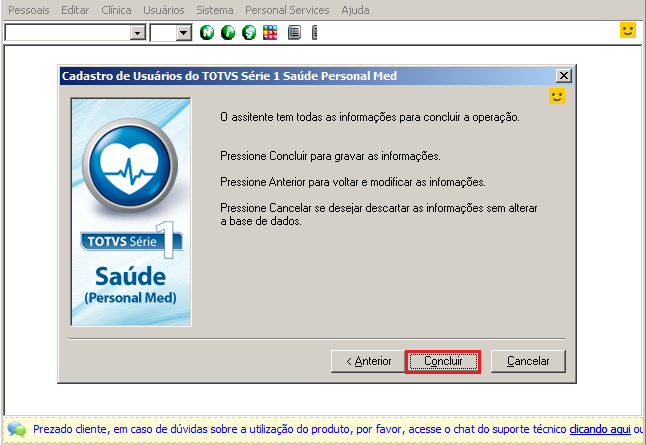 Pessoais Editar Clínica Usuários Sistema Personal Services Ajuda
Cadastro de Usuários do TOTVS Série 1 Saúde Personal Med
O assitente tem todas as informações para concluir a operação.
Pressione Concluir para gravar as informações.
Pressione Anterior para voltar e modificar as infomações.
Pressione Cancelar se desejar descartar as informações sem alterar
a base de dados.
TOTVS Série 1
Saúde
(Personal Med)
< Anterior Concluir Cancelar
Prezado cliente, em caso de dúvidas sobre a utilização do produto, por favor, acesse o chat do suporte técnico clicando aqui ou